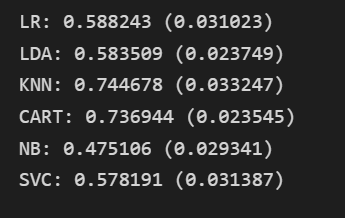 LR: 0.588243 (0.031023)
LDA: 0.583509 (0.023749)
KNN: 0.744678 (0.033247)
CART: 0.736944 (0.023545)
NB: 0.475106 (0.029341)
SVC: 0.578191 (0.031387)